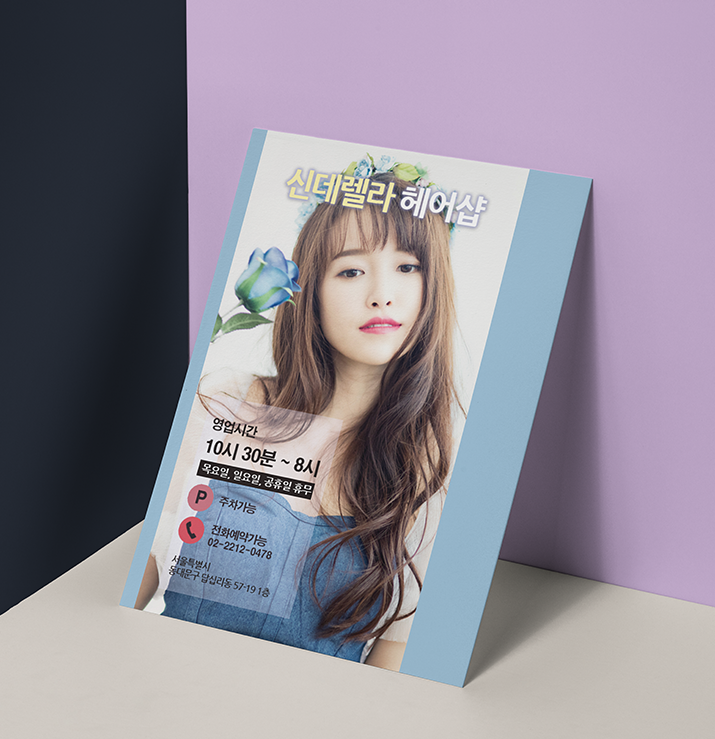 신데렐라 헤어샵
영업시간
10시 30분 ~ 8시
목요일, 일요일, 공휴일 휴무
P
주차가능
전화예약가능
02-2212-0478
서울특별시
동대문구 답십리동 57-19 1층